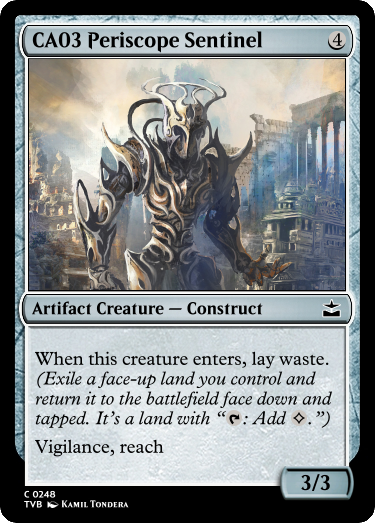 CA03 Periscope Sentinel 4
Artifact Creature — Construct
When this creature enters, lay waste.
(Exile a face-up land you control and
return it to the battlefield face down and
tapped. It's a land with “: Add .”)
Vigilance, reach
3/3
C 0248
TVB Kamil Tondera